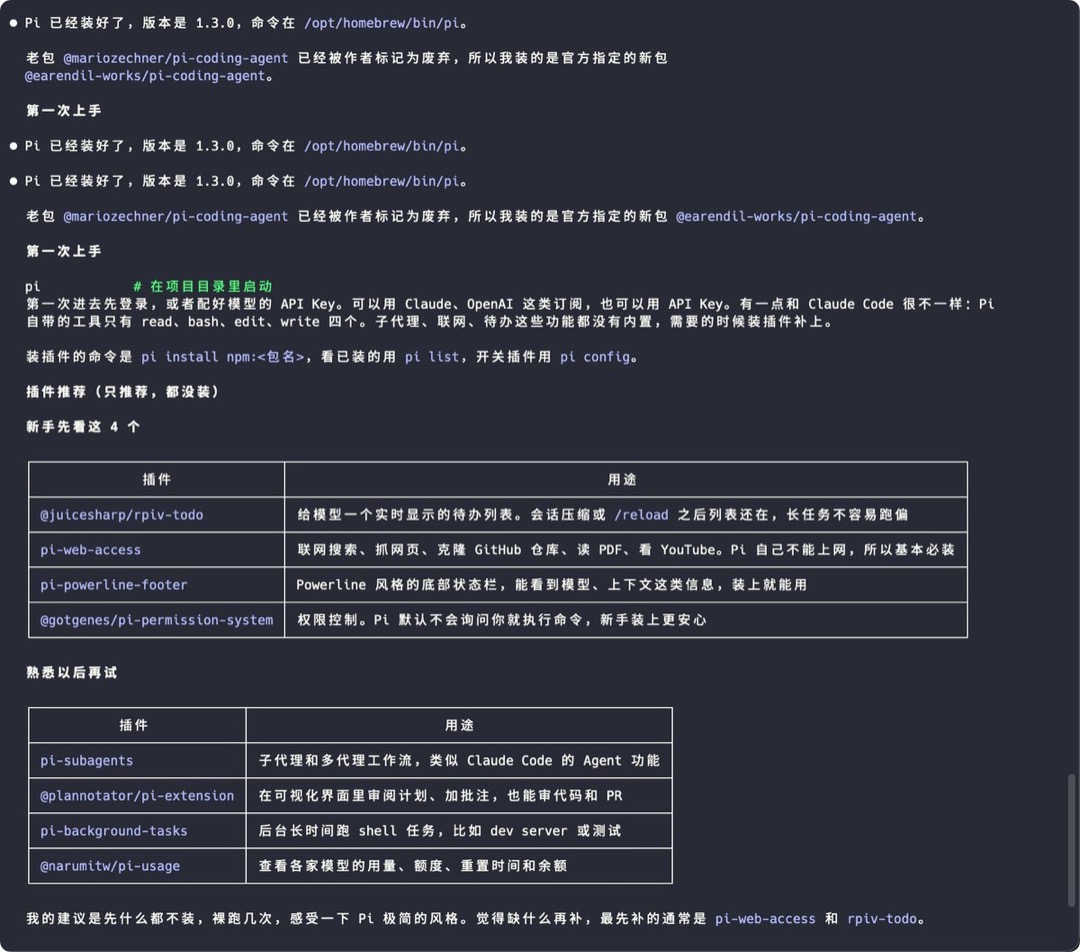 Pi 已经装好了，版本是 1.3.0，命令在 /opt/homebrew/bin/pi。
老包 @mariozechner/pi-coding-agent 已经被作者标记为废弃，所以我装的是官方指定的新包
@earendil-works/pi-coding-agent。
第一次上手
Pi 已经装好了，版本是 1.3.0，命令在 /opt/homebrew/bin/pi。
Pi 已经装好了，版本是 1.3.0，命令在 /opt/homebrew/bin/pi。
老包 @mariozechner/pi-coding-agent 已经被作者标记为废弃，所以我装的是官方指定的新包 @earendil-works/pi-coding-agent。
第一次上手
pi # 在项目目录里启动
第一次进去先登录，或者配好模型的 API Key。可以用 Claude、OpenAI 这类订阅，也可以用 API Key。有一点和 Claude Code 很不一样：Pi
自带的工具只有 read、bash、edit、write 四个。子代理、联网、待办这些功能都没有内置，需要的时候装插件补上。
装插件的命令是 pi install npm:<包名>，看已装的用 pi list，开关插件用 pi config。
插件推荐（只推荐，都没装）
新手先看这 4 个
插件 用途
@juicesharp/rpiv-todo 给模型一个实时显示的待办列表。会话压缩或 /reload 之后列表还在，长任务不容易跑偏
pi-web-access 联网搜索、抓网页、克隆 GitHub 仓库、读 PDF、看 YouTube。Pi 自己不能上网，所以基本必装
pi-powerline-footer Powerline 风格的底部状态栏，能看到模型、上下文这类信息，装上就能用
@gotgenes/pi-permission-system 权限控制。Pi 默认不会询问你就执行命令，新手装上更安心
熟悉以后再试
插件 用途
pi-subagents 子代理和多代理工作流，类似 Claude Code 的 Agent 功能
@plannotator/pi-extension 在可视化界面里审阅计划、加批注，也能审代码和 PR
pi-background-tasks 后台长时间跑 shell 任务，比如 dev server 或测试
@narumitw/pi-usage 查看各家模型的用量、额度、重置时间和余额
我的建议是先什么都不装，裸跑几次，感受一下 Pi 极简的风格。觉得缺什么再补，最先补的通常是 pi-web-access 和 rpiv-todo。